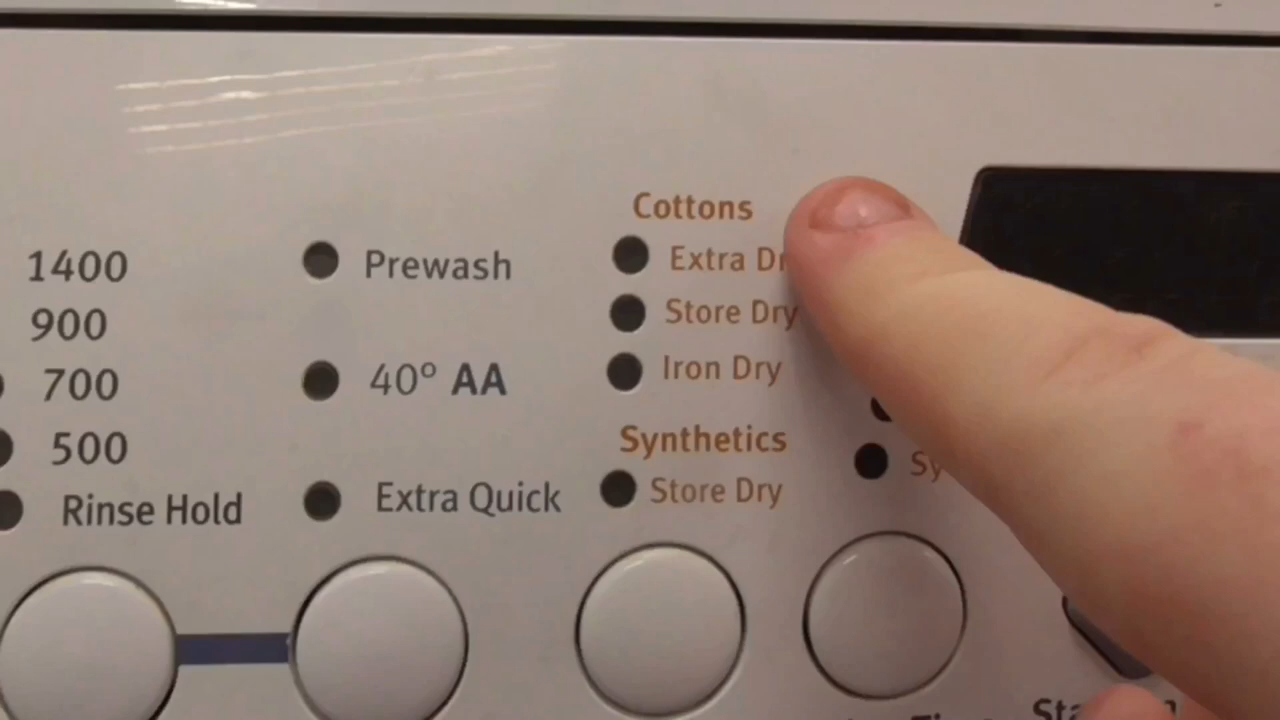 1400
900
700
500
Rinse Hold
Prewash
40° AA
Extra Quick
Cottons
Extra
Store Dry
Iron Dry
Synthetics
Store Dry